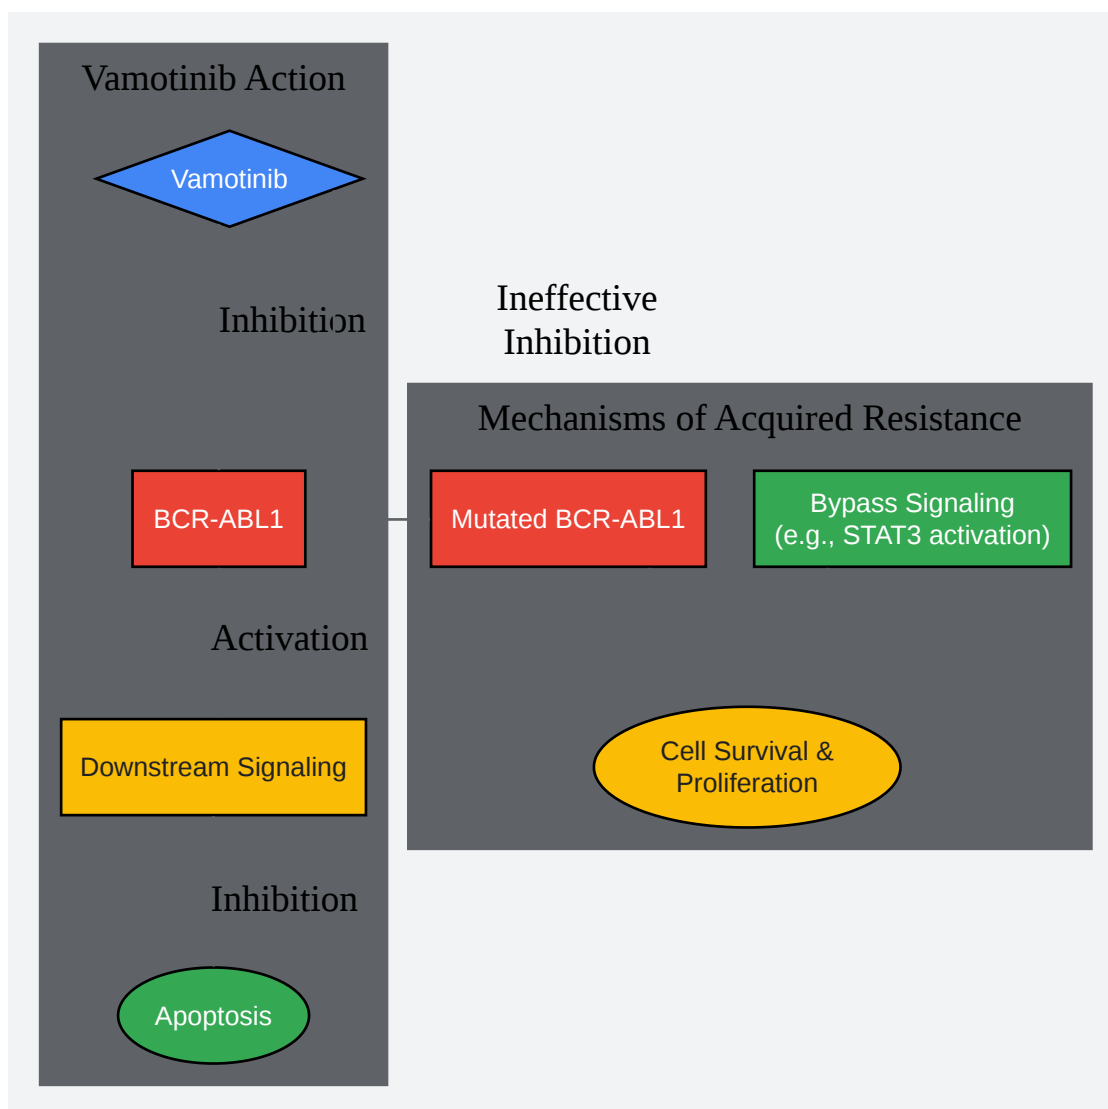 Vamotinib Action
Vamotinib
Inhibition
Ineffective
Inhibition
Mechanisms of Acquired Resistance
BCR-ABL1
Mutated BCR-ABL1
Bypass Signaling
(e.g., STAT3 activation)
Activation
Downstream Signaling
Cell Survival &
Proliferation
Inhibition
Apoptosis